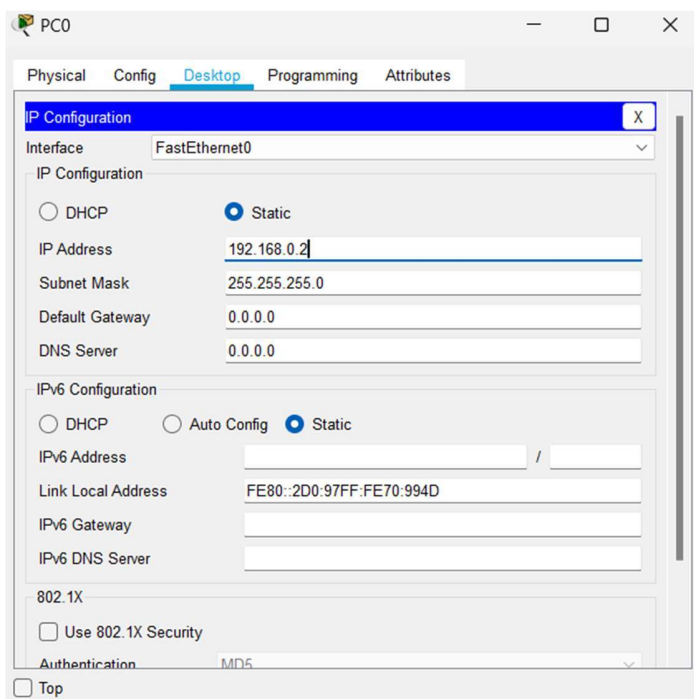 PC0
Physical Config Desktop Programming Attributes
IP Configuration X
Interface FastEthernet0
IP Configuration
DHCP Static
IP Address 192.168.0.2
Subnet Mask 255.255.255.0
Default Gateway 0.0.0.0
DNS Server 0.0.0.0
IPv6 Configuration
DHCP Auto Config Static
IPv6 Address /
Link Local Address FE80::2D0:97FF:FE70:994D
IPv6 Gateway
IPv6 DNS Server
802.1X
Use 802.1X Security
Authentication MD5
Top